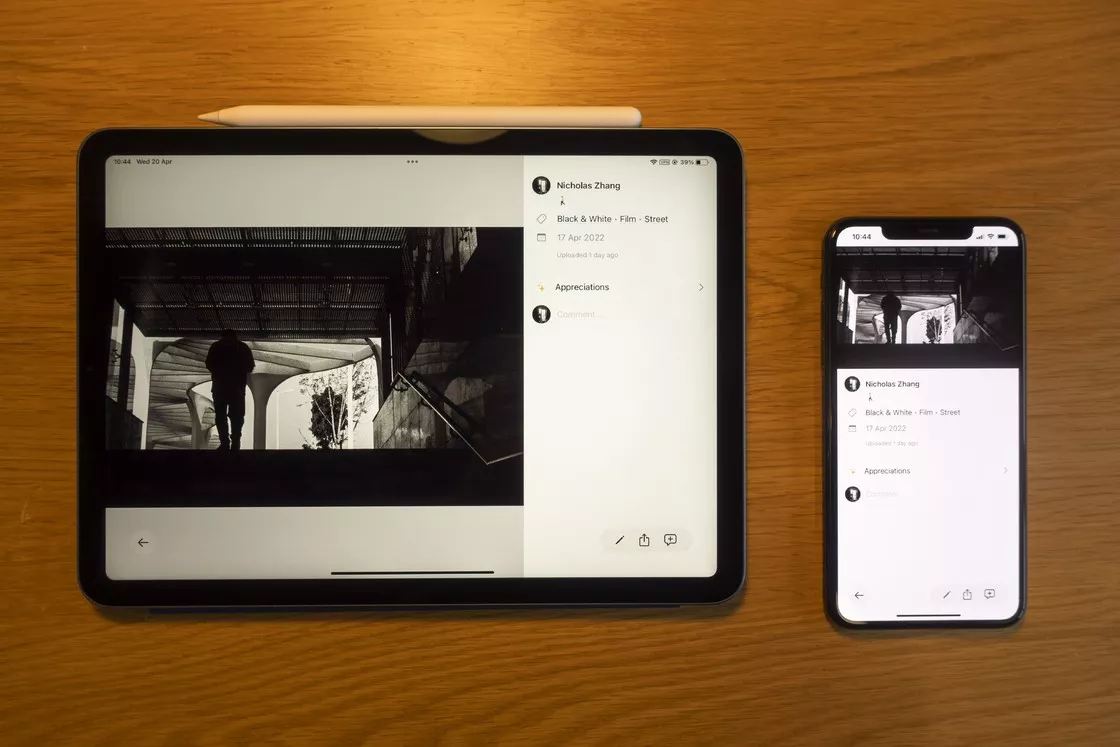 10:44 Wed 20 Apr
VPN 39%
Nicholas Zhang
Black & White · Film · Street
17 Apr 2022
Uploaded 1 day ago
Appreciations
Comment...
10:44
Nicholas Zhang
Black & White · Film · Street
17 Apr 2022
Uploaded 1 day ago
Appreciations
Comment...